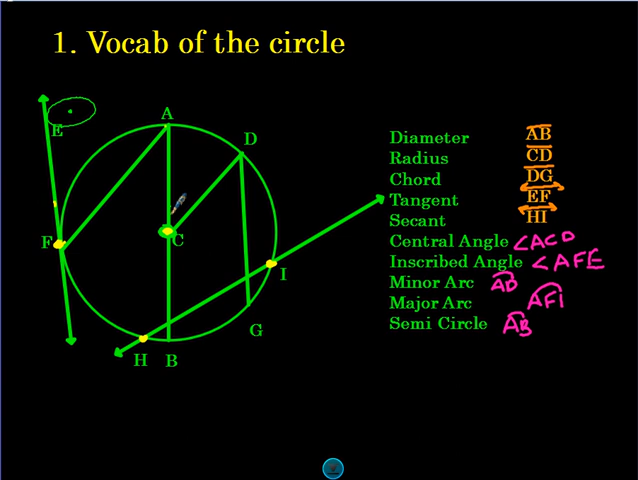 1. Vocab of the circle
E
A
D
Diameter AB
Radius CD
Chord DG
Tangent EF
Secant HI
F
C
Central Angle <ACD
I
Inscribed Angle <AFE
Minor Arc AD
Major Arc AFI
G
Semi Circle AB
H B